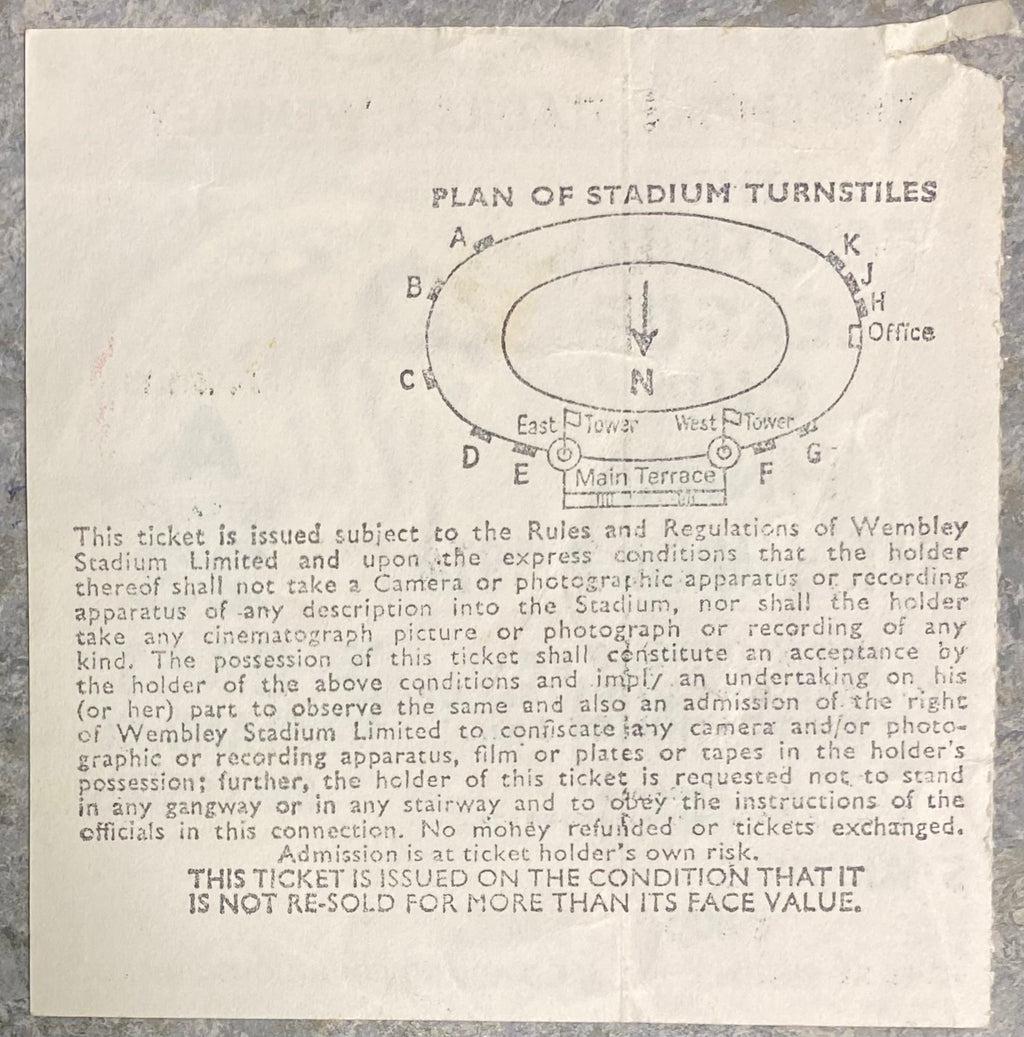 PLAN OF STADIUM TURNSTILES
A
K
B
J
H
Office
C
N
East Tower
West Tower
D
E
F
G
Main Terrace
This ticket is issued subject to the Rules and Regulations of Wembley
Stadium Limited and upon the express conditions that the holder
thereof shall not take a Camera or photographic apparatus or recording
apparatus of any description into the Stadium, nor shall the holder
take any cinematograph picture or photograph or recording of any
kind. The possession of this ticket shall constitute an acceptance by
the holder of the above conditions and imply an undertaking on his
(or her) part to observe the same and also an admission of the right
of Wembley Stadium Limited to confiscate any camera and/or photo-
graphic or recording apparatus, film or plates or tapes in the holder's
possession; further, the holder of this ticket is requested not to stand
in any gangway or in any stairway and to obey the instructions of the
officials in this connection. No money refunded or tickets exchanged.
Admission is at ticket holder's own risk.
THIS TICKET IS ISSUED ON THE CONDITION THAT IT
IS NOT RE-SOLD FOR MORE THAN ITS FACE VALUE.